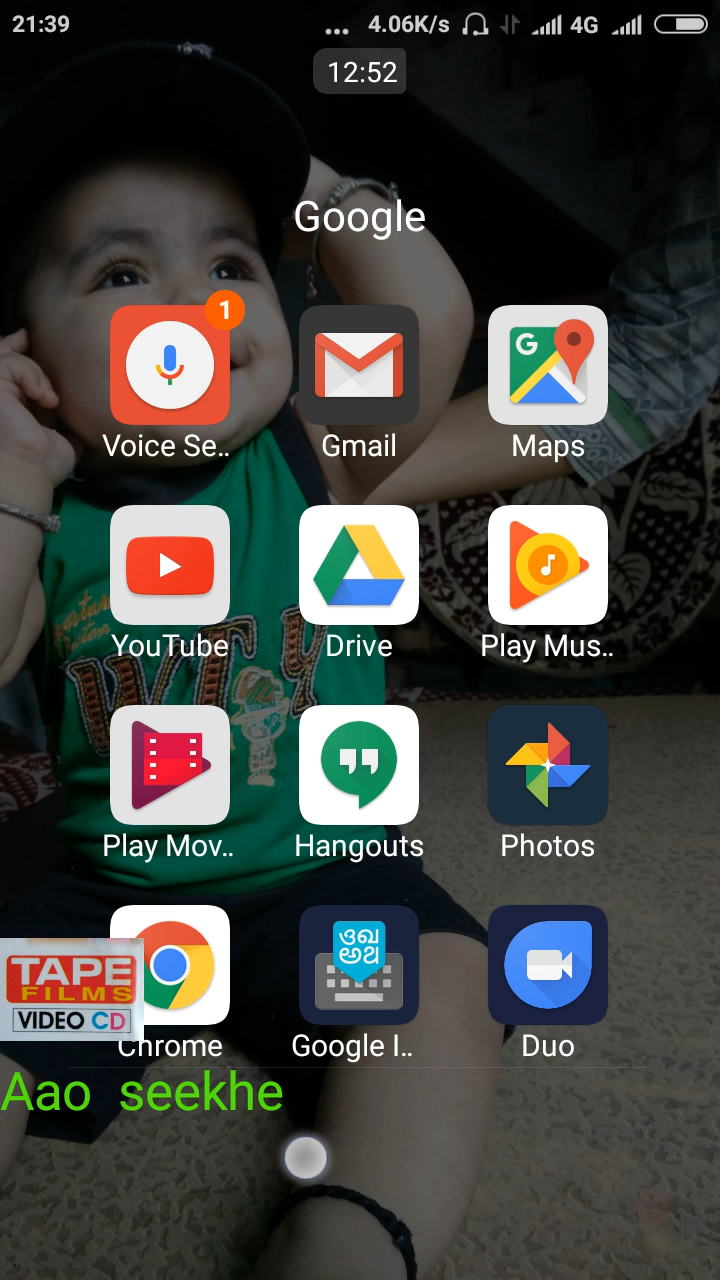 21:39 ... 4.06K/s 4G
12:52
Google
1
Voice Se.. Gmail Maps
G
YouTube Drive Play Mus..
Play Mov.. Hangouts Photos
TAPE
FILMS
VIDEO CD
Chrome Google I.. Duo
Aao seekhe